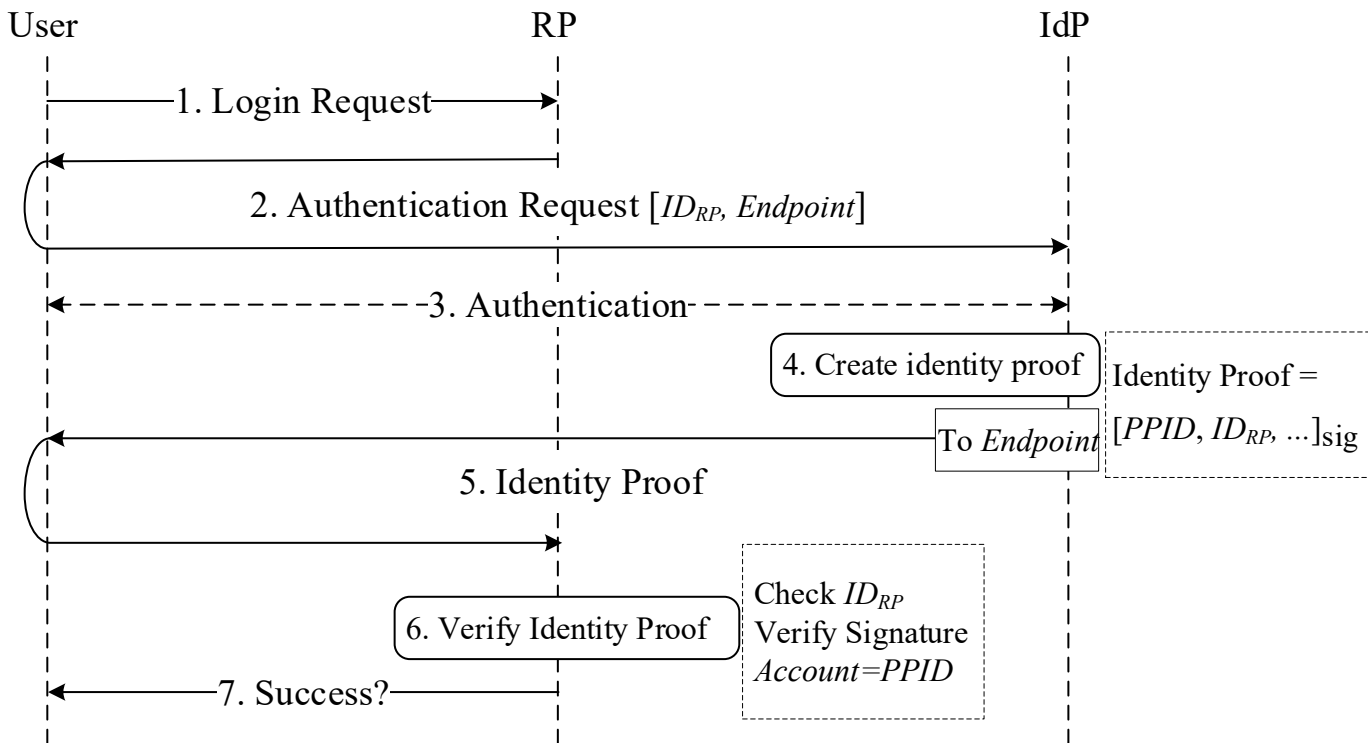 User RP IdP
1. Login Request
2. Authentication Request [ID_RP, Endpoint]
3. Authentication
4. Create identity proof
Identity Proof =
[PPID, ID_RP, ...]sig
To Endpoint
5. Identity Proof
6. Verify Identity Proof
Check ID_RP
Verify Signature
Account=PPID
7. Success?